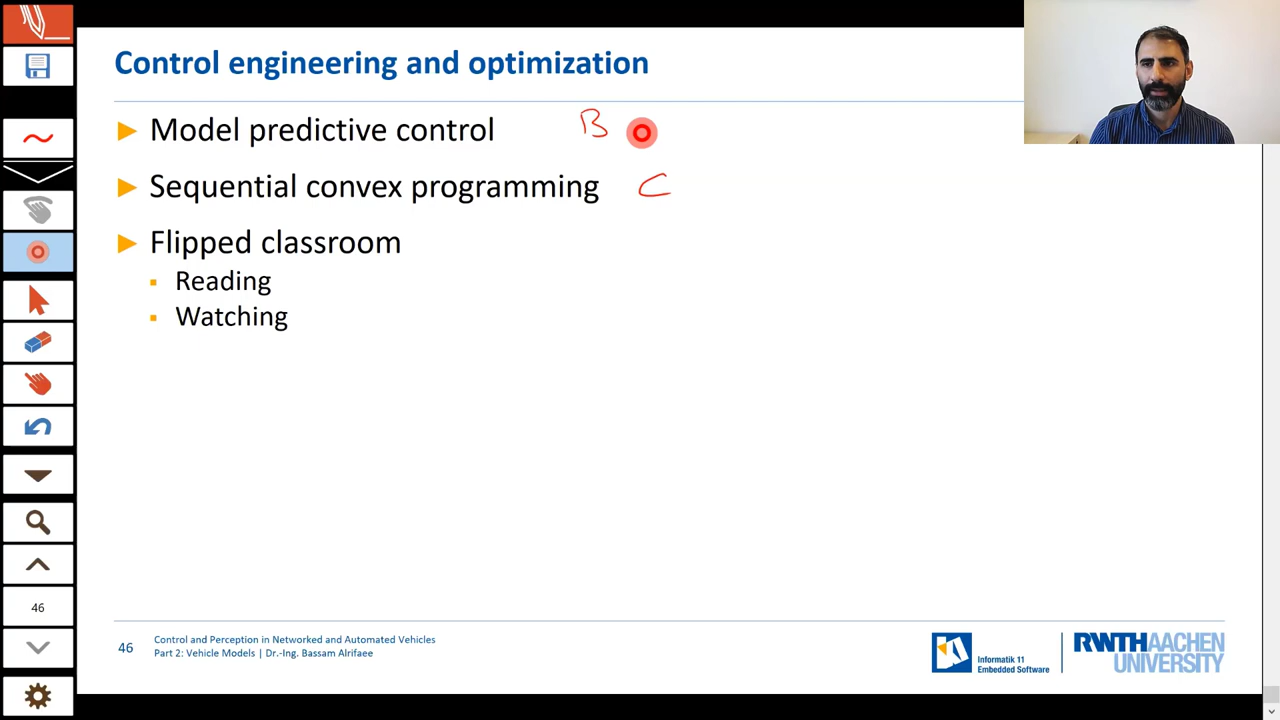 Control engineering and optimization
Model predictive control B
Sequential convex programming C
Flipped classroom
Reading
Watching
46
46
Control and Perception in Networked and Automated Vehicles
Part 2: Vehicle Models | Dr.-Ing. Bassam Alrifaee
Informatik 11
Embedded Software
RWTHAACHEN
UNIVERSITY